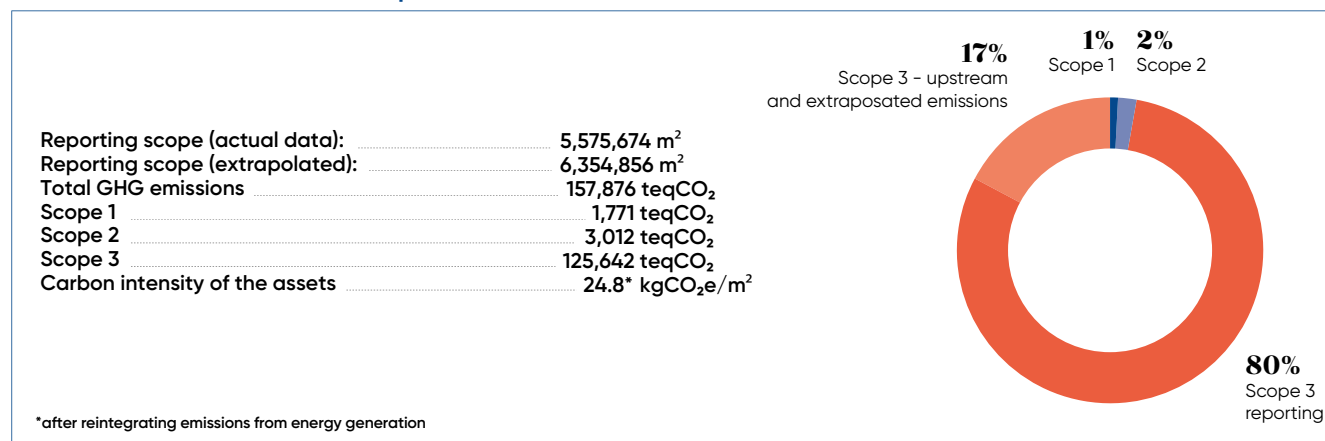 Reporting scope (actual data): 5,575,674 m²
Reporting scope (extrapolated): 6,354,856 m²
Total GHG emissions 157,876 teqCO₂
Scope 1 1,771 teqCO₂
Scope 2 3,012 teqCO₂
Scope 3 125,642 teqCO₂
Carbon intensity of the assets 24.8* kgCO₂e/m²
*after reintegrating emissions from energy generation
17%
Scope 3 - upstream
and extraposated emissions
1%
Scope 1
2%
Scope 2
80%
Scope 3
reporting